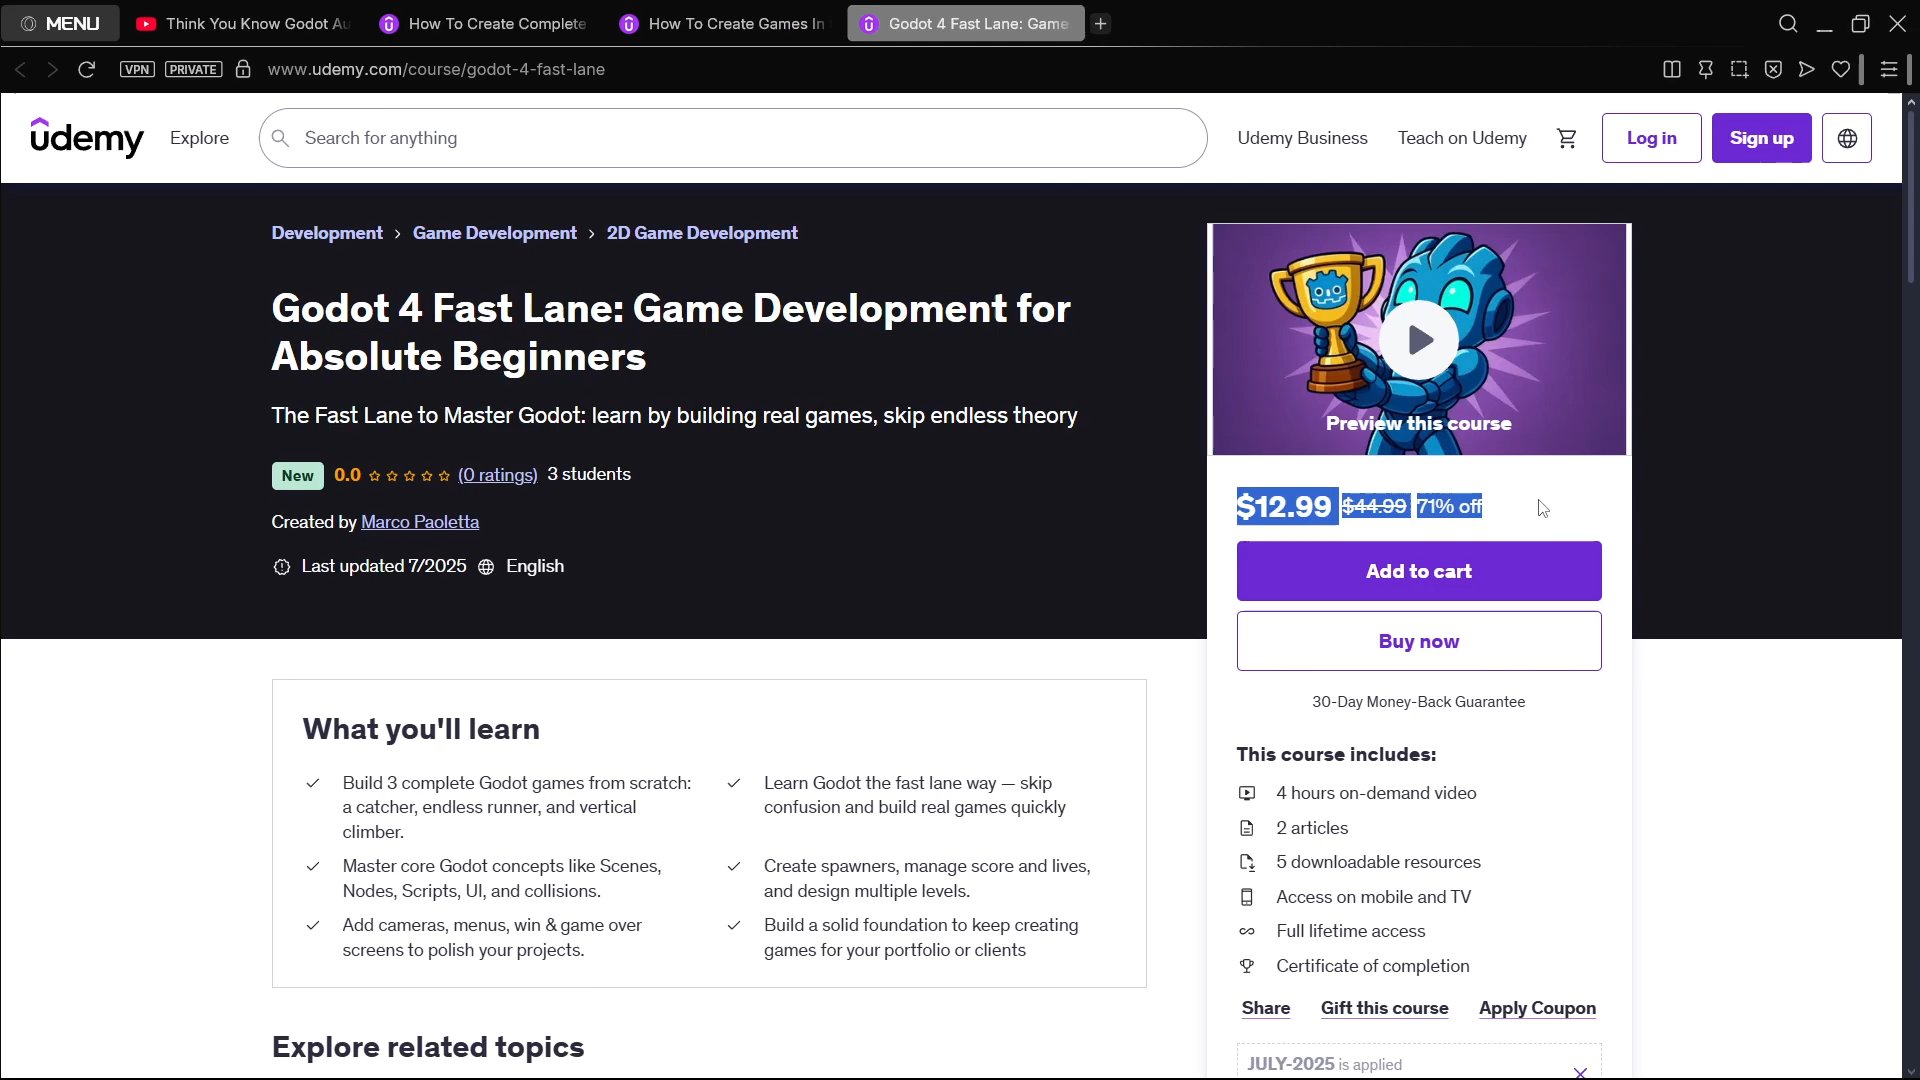 MENU
Think You Know Godot Au
How To Create Complete
How To Create Games In
Godot 4 Fast Lane: Game
VPN
PRIVATE
www.udemy.com/course/godot-4-fast-lane
udemy
Explore
Search for anything
Udemy Business
Teach on Udemy
Log in
Sign up
Development > Game Development > 2D Game Development
Godot 4 Fast Lane: Game Development for
Absolute Beginners
The Fast Lane to Master Godot: learn by building real games, skip endless theory
New 0.0 (0 ratings) 3 students
Created by Marco Paoletta
Last updated 7/2025 English
Preview this course
$12.99 $44.99 71% off
Add to cart
Buy now
30-Day Money-Back Guarantee
This course includes:
4 hours on-demand video
2 articles
5 downloadable resources
Access on mobile and TV
Full lifetime access
Certificate of completion
Share Gift this course Apply Coupon
JULY-2025 is applied
What you'll learn
Build 3 complete Godot games from scratch:
a catcher, endless runner, and vertical
climber.
Learn Godot the fast lane way — skip
confusion and build real games quickly
Master core Godot concepts like Scenes,
Nodes, Scripts, UI, and collisions.
Create spawners, manage score and lives,
and design multiple levels.
Add cameras, menus, win & game over
screens to polish your projects.
Build a solid foundation to keep creating
games for your portfolio or clients
Explore related topics